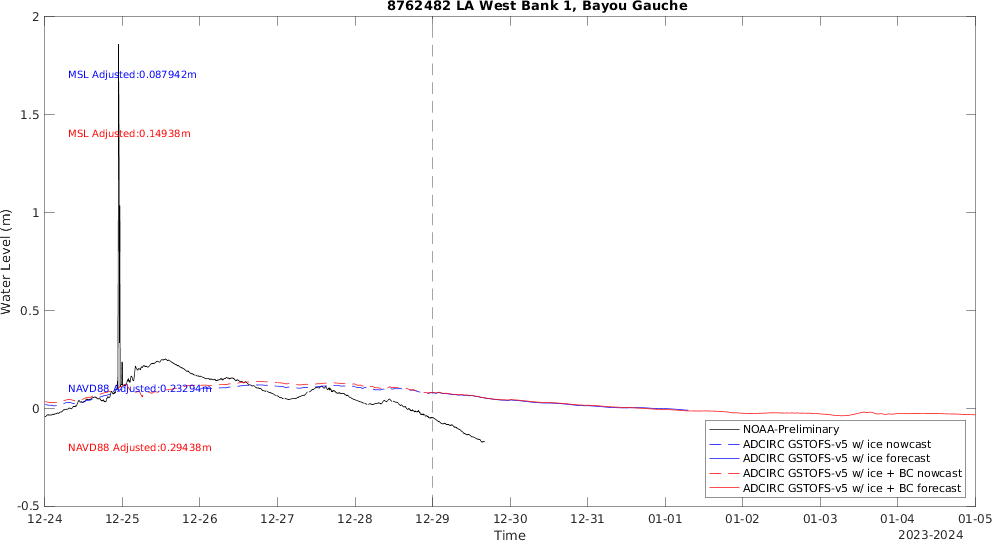 8762482 LA West Bank 1, Bayou Gauche
2
1.5
1
0.5
0
-0.5
Water Level (m)
MSL Adjusted:0.087942m
MSL Adjusted:0.14938m
NAVD88 Adjusted:0.23294m
NAVD88 Adjusted:0.29438m
NOAA-Preliminary
ADCIRC GSTOFS-v5 w/ ice nowcast
ADCIRC GSTOFS-v5 w/ ice forecast
ADCIRC GSTOFS-v5 w/ ice + BC nowcast
ADCIRC GSTOFS-v5 w/ ice + BC forecast
12-24 12-25 12-26 12-27 12-28 12-29 12-30 12-31 01-01 01-02 01-03 01-04 01-05
Time
2023-2024